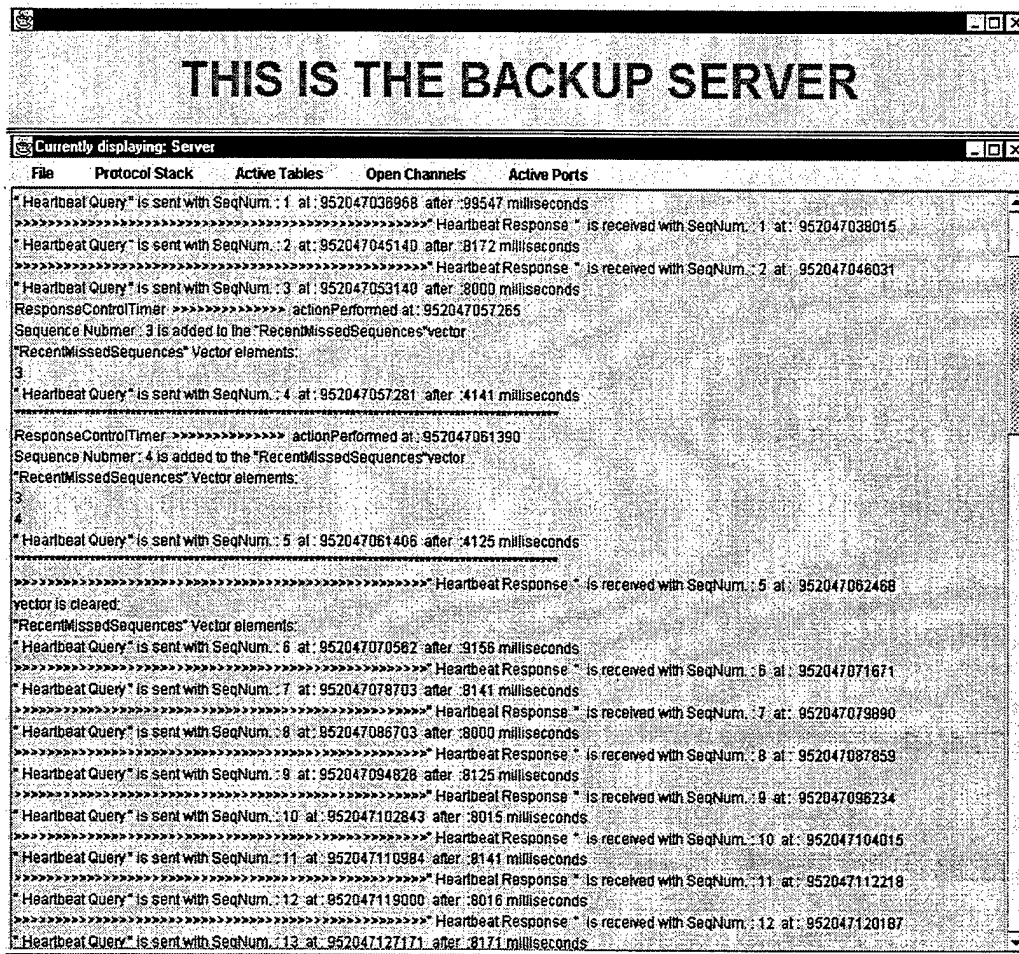 THIS IS THE BACKUP SERVER
Currently displaying: Server
File Protocol Stack Active Tables Open Channels Active Ports
" Heartbeat Query" is sent with SeqNum. : 1 at : 952047036968 after :99547 milliseconds
>>>>>>>>>>>>>>>>>>>>>>>>>>>>>>>>>>>>>>>>>>>>>>>>>>" Heartbeat Response " is received with SeqNum. : 1 at : 952047038015
" Heartbeat Query" is sent with SeqNum. : 2 at : 952047045140 after :8172 milliseconds
>>>>>>>>>>>>>>>>>>>>>>>>>>>>>>>>>>>>>>>>>>>>>>>>>>" Heartbeat Response " is received with SeqNum. : 2 at : 952047046031
" Heartbeat Query" is sent with SeqNum. : 3 at : 952047053140 after :8000 milliseconds
ResponseControlTimer >>>>>>>>>>>>>> actionPerformed at : 952047057265
Sequence Nubmer : 3 is added to the "RecentMissedSequences"vector
"RecentMissedSequences" Vector elements:
3
" Heartbeat Query" is sent with SeqNum. : 4 at : 952047057281 after :4141 milliseconds
ResponseControlTimer >>>>>>>>>>>>>> actionPerformed at : 952047061390
Sequence Nubmer : 4 is added to the "RecentMissedSequences"vector
"RecentMissedSequences" Vector elements:
3
4
" Heartbeat Query" is sent with SeqNum. : 5 at : 952047061406 after :4125 milliseconds
>>>>>>>>>>>>>>>>>>>>>>>>>>>>>>>>>>>>>>>>>>>>>>>>>>" Heartbeat Response " is received with SeqNum. : 5 at : 952047062468
vector is cleared:
"RecentMissedSequences" Vector elements:
" Heartbeat Query" is sent with SeqNum. : 6 at : 952047070562 after :9156 milliseconds
>>>>>>>>>>>>>>>>>>>>>>>>>>>>>>>>>>>>>>>>>>>>>>>>>>" Heartbeat Response " is received with SeqNum. : 6 at : 952047071671
" Heartbeat Query" is sent with SeqNum. : 7 at : 952047078703 after :8141 milliseconds
>>>>>>>>>>>>>>>>>>>>>>>>>>>>>>>>>>>>>>>>>>>>>>>>>>" Heartbeat Response " is received with SeqNum. : 7 at : 952047079890
" Heartbeat Query" is sent with SeqNum. : 8 at : 952047086703 after :8000 milliseconds
>>>>>>>>>>>>>>>>>>>>>>>>>>>>>>>>>>>>>>>>>>>>>>>>>>" Heartbeat Response " is received with SeqNum. : 8 at : 952047087859
" Heartbeat Query" is sent with SeqNum. : 9 at : 952047094828 after :8125 milliseconds
>>>>>>>>>>>>>>>>>>>>>>>>>>>>>>>>>>>>>>>>>>>>>>>>>>" Heartbeat Response " is received with SeqNum. : 9 at : 952047096234
" Heartbeat Query" is sent with SeqNum. : 10 at : 952047102843 after :8015 milliseconds
>>>>>>>>>>>>>>>>>>>>>>>>>>>>>>>>>>>>>>>>>>>>>>>>>>" Heartbeat Response " is received with SeqNum. : 10 at : 952047104015
" Heartbeat Query" is sent with SeqNum. : 11 at : 952047110984 after :8141 milliseconds
>>>>>>>>>>>>>>>>>>>>>>>>>>>>>>>>>>>>>>>>>>>>>>>>>>" Heartbeat Response " is received with SeqNum. : 11 at : 952047112218
" Heartbeat Query" is sent with SeqNum. : 12 at : 952047119000 after :8016 milliseconds
>>>>>>>>>>>>>>>>>>>>>>>>>>>>>>>>>>>>>>>>>>>>>>>>>>" Heartbeat Response " is received with SeqNum. : 12 at : 952047120187
" Heartbeat Query" is sent with SeqNum. : 13 at : 952047127171 after :8171 milliseconds